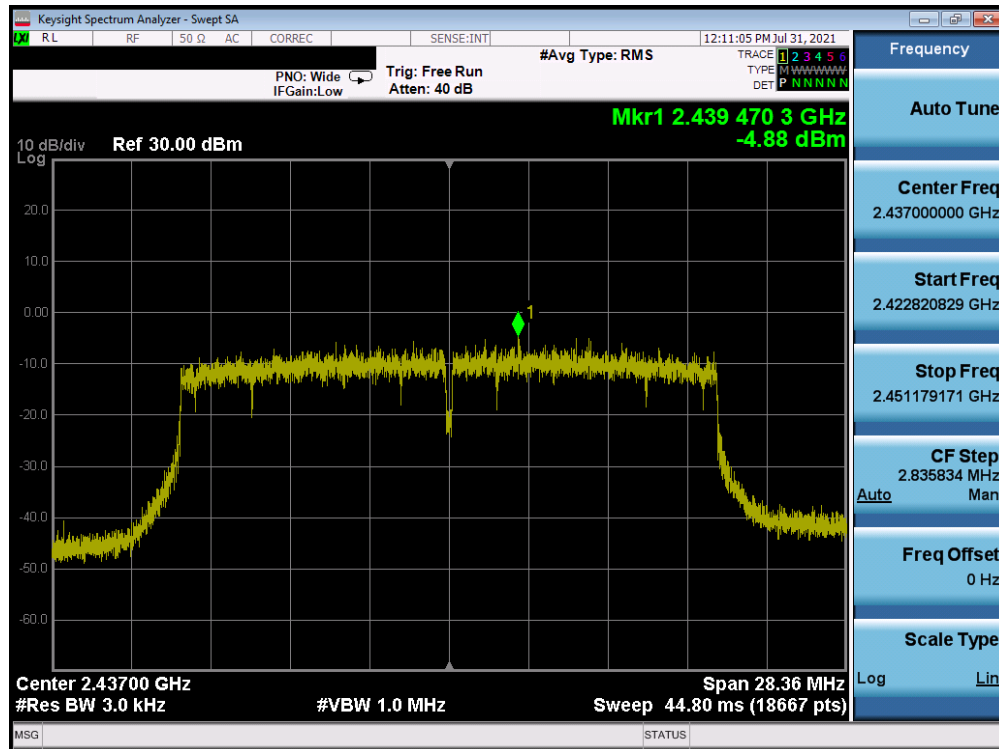 Keysight Spectrum Analyzer - Swept SA
LXI RL RF 50 Ω AC CORREC SENSE:INT 12:11:05 PM Jul 31, 2021
#Avg Type: RMS TRACE 1 2 3 4 5 6
PNO: Wide Trig: Free Run TYPE M WWWWW
IFGain:Low Atten: 40 dB DET P N N N N N
Mkr1 2.439 470 3 GHz
-4.88 dBm
10 dB/div Ref 30.00 dBm
Log
20.0
10.0
0.00
1
-10.0
-20.0
-30.0
-40.0
-50.0
-60.0
Center 2.43700 GHz Span 28.36 MHz
#Res BW 3.0 kHz #VBW 1.0 MHz Sweep 44.80 ms (18667 pts)
MSG STATUS
Frequency
Auto Tune
Center Freq
2.437000000 GHz
Start Freq
2.422820829 GHz
Stop Freq
2.451179171 GHz
CF Step
2.835834 MHz
Auto Man
Freq Offset
0 Hz
Scale Type
Log Lin